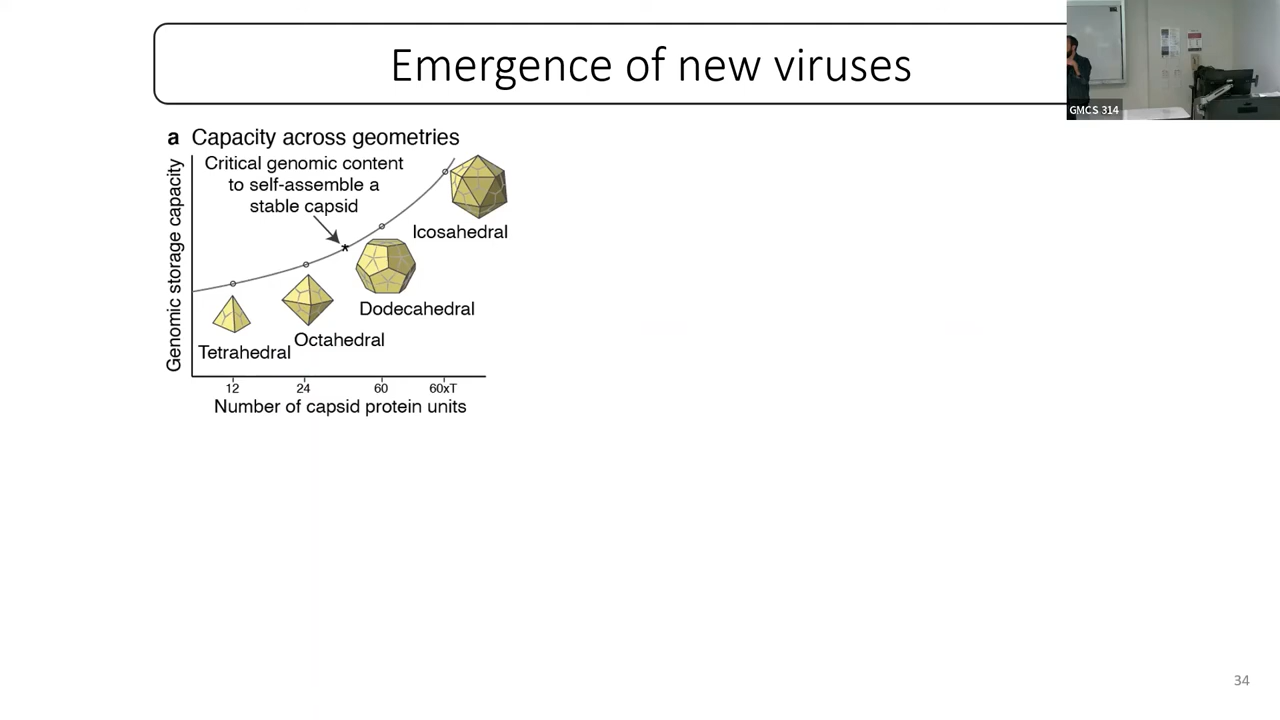 Emergence of new viruses
GMCS 314
a Capacity across geometries
Critical genomic content
to self-assemble a
stable capsid
*
Genomic storage capacity
Icosahedral
Dodecahedral
Octahedral
Tetrahedral
12 24 60 60xT
Number of capsid protein units
34